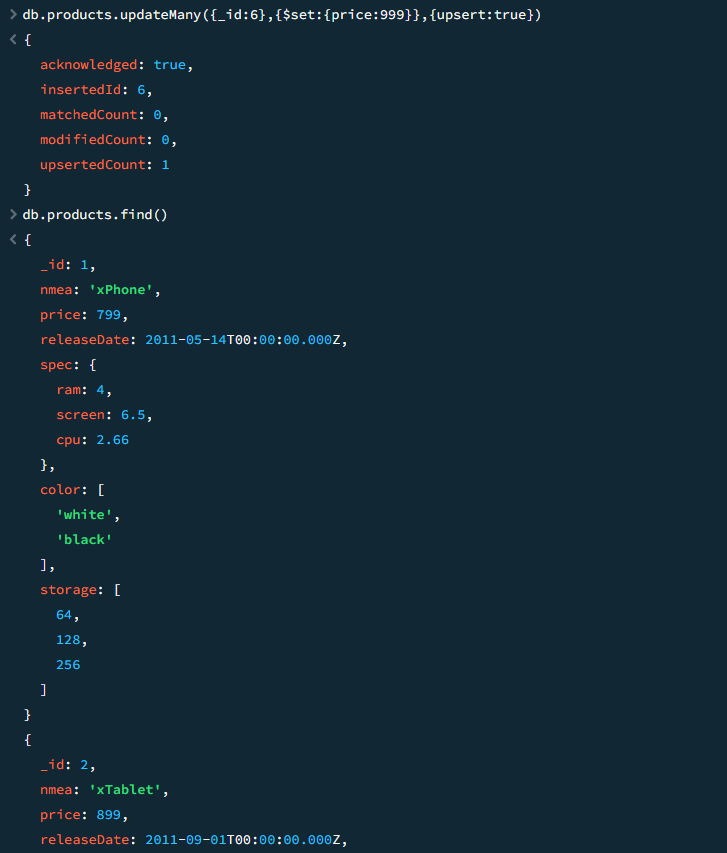 > db.products.updateMany({_id:6},{$set:{price:999}},{upsert:true})
< {
acknowledged: true,
insertedId: 6,
matchedCount: 0,
modifiedCount: 0,
upsertedCount: 1
}
> db.products.find()
< {
_id: 1,
nmea: 'xPhone',
price: 799,
releaseDate: 2011-05-14T00:00:00.000Z,
spec: {
ram: 4,
screen: 6.5,
cpu: 2.66
},
color: [
'white',
'black'
],
storage: [
64,
128,
256
]
}
{
_id: 2,
nmea: 'xTablet',
price: 899,
releaseDate: 2011-09-01T00:00:00.000Z,